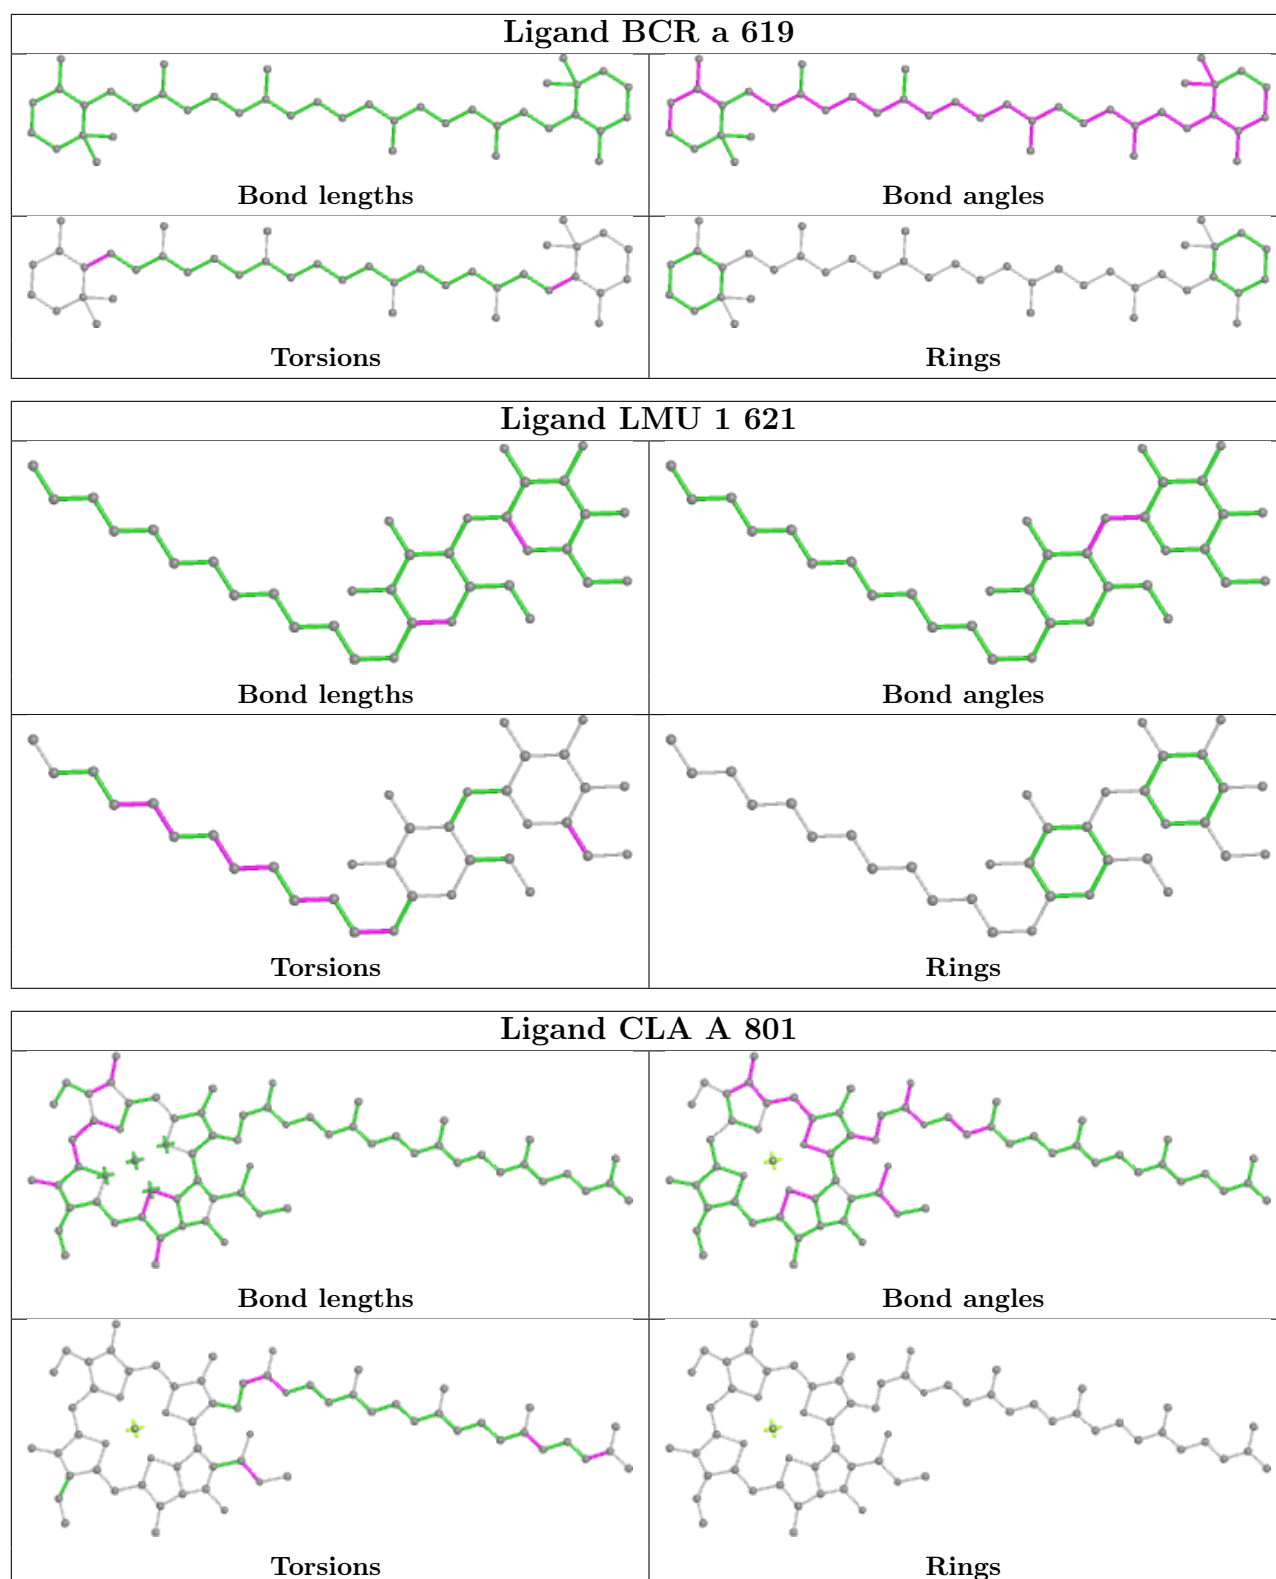 Ligand BCR a 619
Bond lengths
Bond angles
Torsions
Rings
Ligand LMU 1 621
Bond lengths
Bond angles
Torsions
Rings
Ligand CLA A 801
Bond lengths
Bond angles
Torsions
Rings